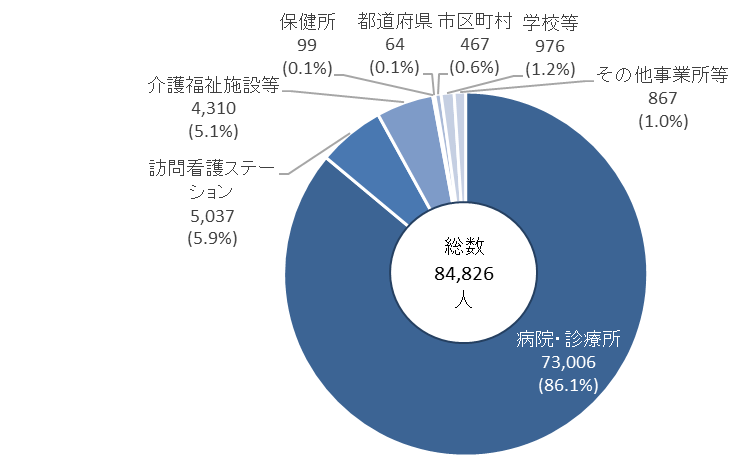 保健所
99
(0.1%)
都道府県
64
(0.1%)
市区町村
467
(0.6%)
学校等
976
(1.2%)
その他事業所等
867
(1.0%)
介護福祉施設等
4,310
(5.1%)
訪問看護ステー
ション
5,037
(5.9%)
総数
84,826
人
病院・診療所
73,006
(86.1%)